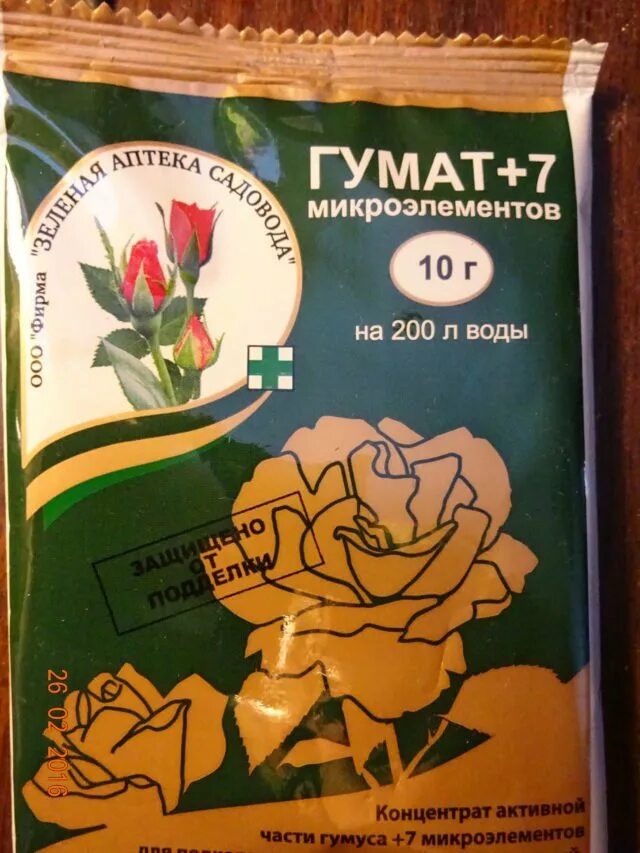 ООО "Фирма "ЗЕЛЕНАЯ АПТЕКА САДОВОДА"
ГУМАТ+7
МИКРОЭЛЕМЕНТОВ
10 г
на 200 л воды
ЗАЩИЩЕНО
ОТ
ПОДДЕЛКИ
26 02 2016
Концентрат активной
части гумуса +7 микроэлементов
для